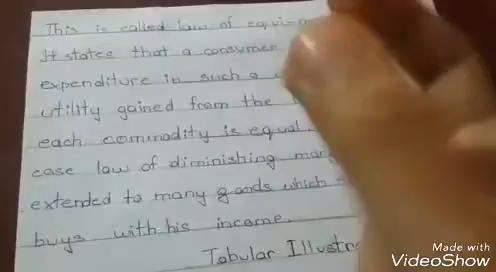 This is called law of equi-
It states that a consumer
expenditure in such a
utility gained from the
each commodity is equal.
case law of diminishing mar
extended to many goods which
buys with his income.
Tabular Illustra
Made with
VideoShow